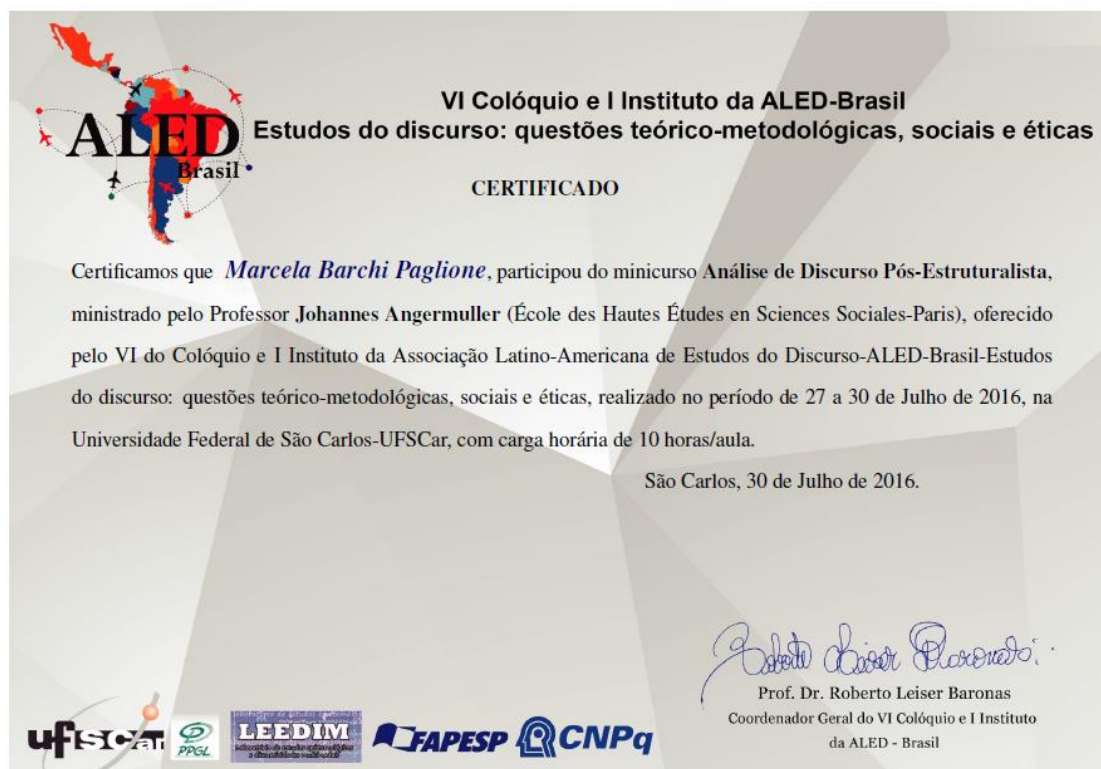 ALED
Brasil
VI Colóquio e I Instituto da ALED-Brasil
Estudos do discurso: questões teórico-metodológicas, sociais e éticas
CERTIFICADO
Certificamos que Marcela Barchi Paglione, participou do minicurso Análise de Discurso Pós-Estruturalista,
ministrado pelo Professor Johannes Angermuller (École des Hautes Études en Sciences Sociales-Paris), oferecido
pelo VI do Colóquio e I Instituto da Associação Latino-Americana de Estudos do Discurso-ALED-Brasil-Estudos
do discurso: questões teórico-metodológicas, sociais e éticas, realizado no período de 27 a 30 de Julho de 2016, na
Universidade Federal de São Carlos-UFSCar, com carga horária de 10 horas/aula.
São Carlos, 30 de Julho de 2016.
Roberto Leiser Baronas
Prof. Dr. Roberto Leiser Baronas
Coordenador Geral do VI Colóquio e I Instituto
da ALED - Brasil
ufscar
PPGL
LEEDIM
FAPESP
CNPq